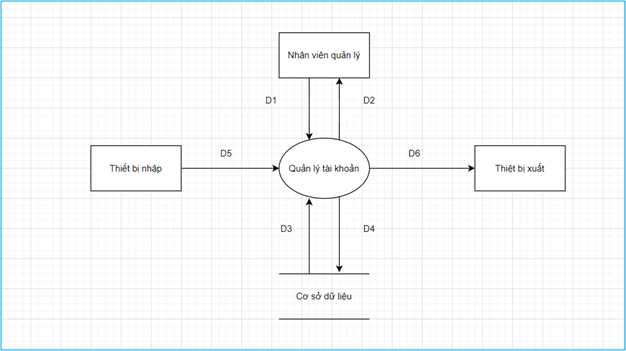 Nhân viên quản lý
D1
D2
D5
D6
Thiết bị nhập
Quản lý tài khoản
Thiệt bị xuất
D3
D4
Cơ sở dữ liệu